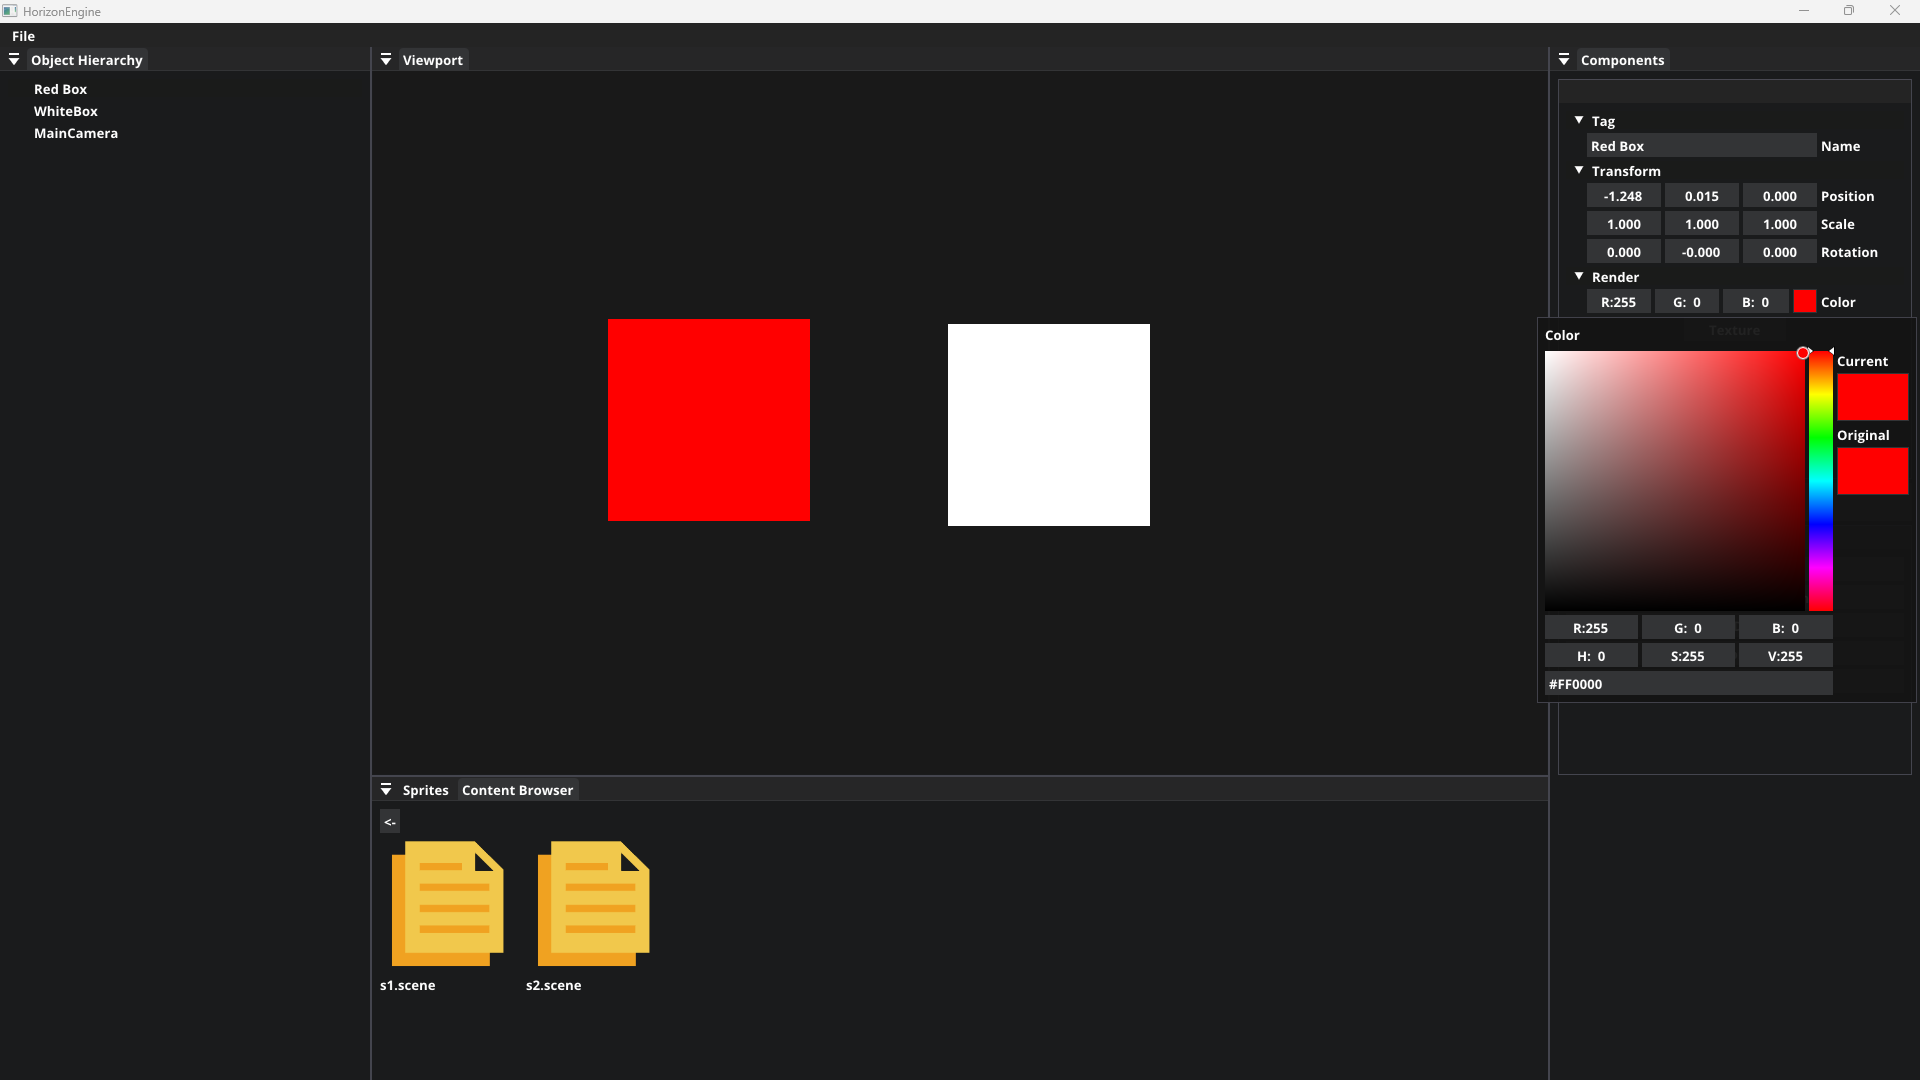 HorizonEngine
File
Object Hierarchy
Red Box
WhiteBox
MainCamera
Viewport
Components
Tag
Red Box Name
Transform
-1.248 0.015 0.000 Position
1.000 1.000 1.000 Scale
0.000 -0.000 0.000 Rotation
Render
R:255 G: 0 B: 0 Color
Texture
Color
Current
Original
R:255 G: 0 B: 0
H: 0 S:255 V:255
#FF0000
Sprites Content Browser
<-
s1.scene s2.scene